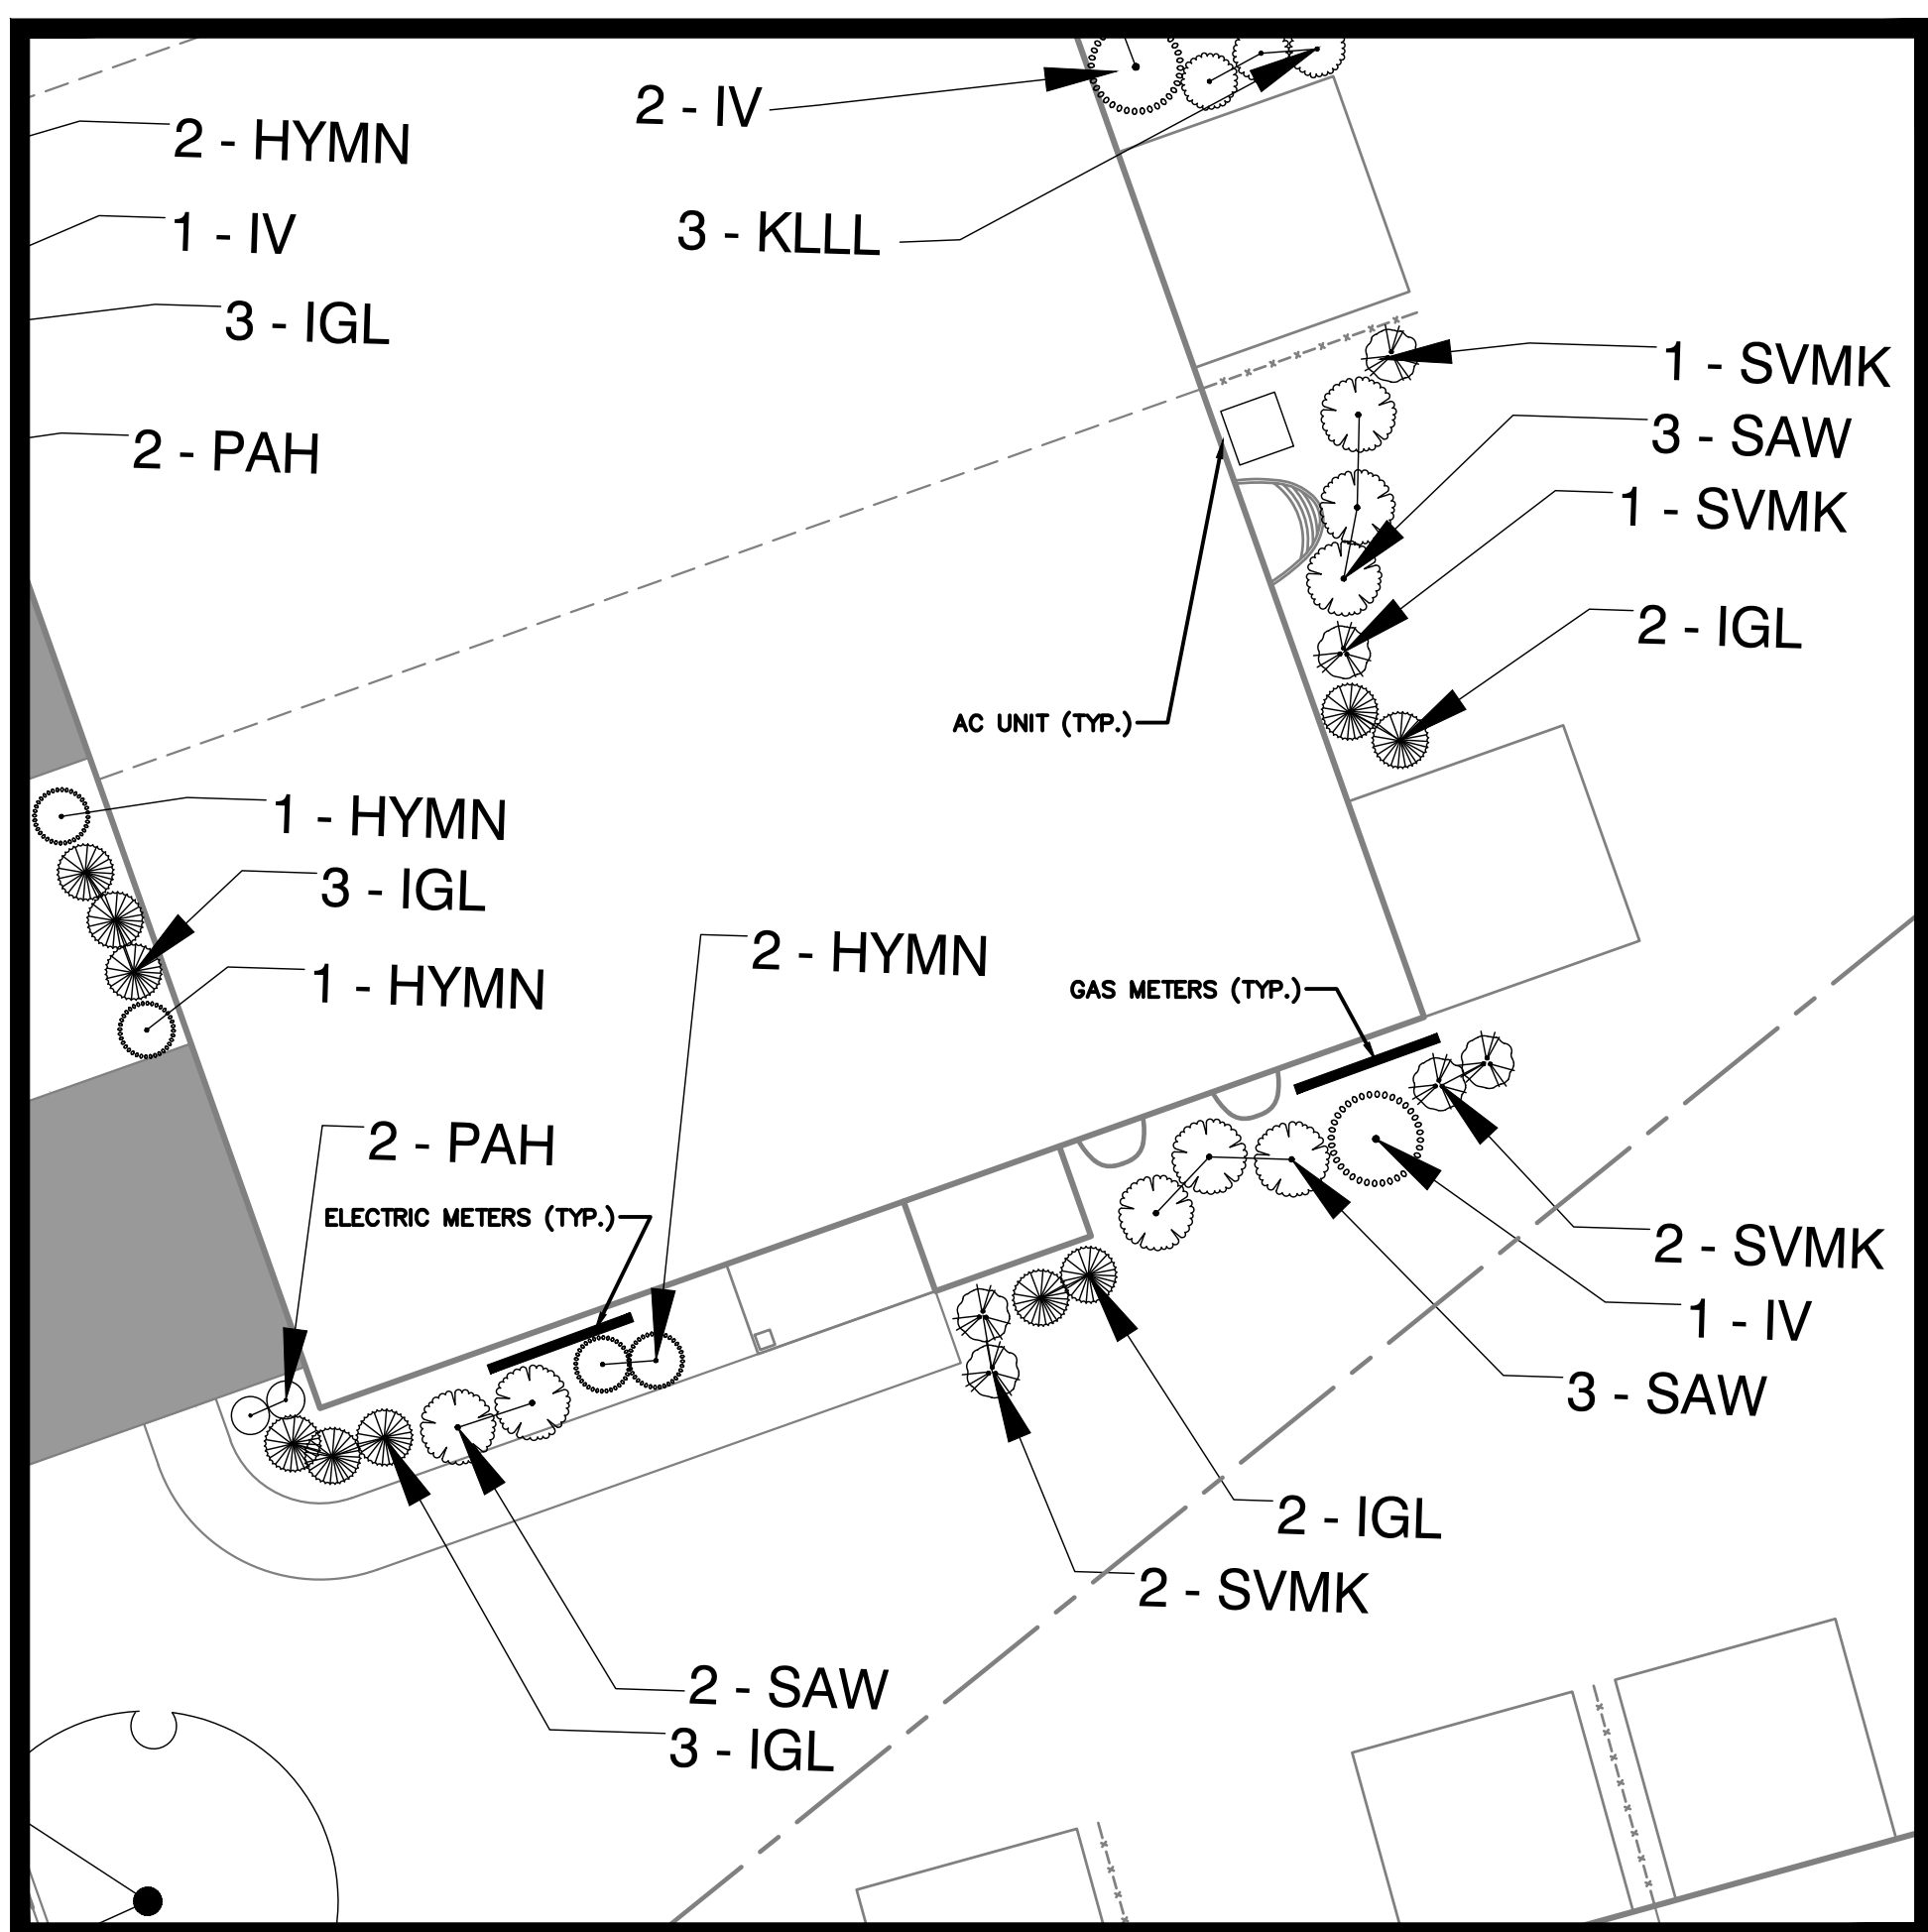 2 - IV
2 - HYMN
1 - IV
3 - KLLL
3 - IGL
1 - SVMK
3 - SAW
2 - PAH
1 - SVMK
2 - IGL
AC UNIT (TYP.)
1 - HYMN
3 - IGL
2 - HYMN
1 - HYMN
GAS METERS (TYP.)
2 - PAH
ELECTRIC METERS (TYP.)
2 - SVMK
1 - IV
3 - SAW
2 - IGL
2 - SVMK
2 - SAW
3 - IGL